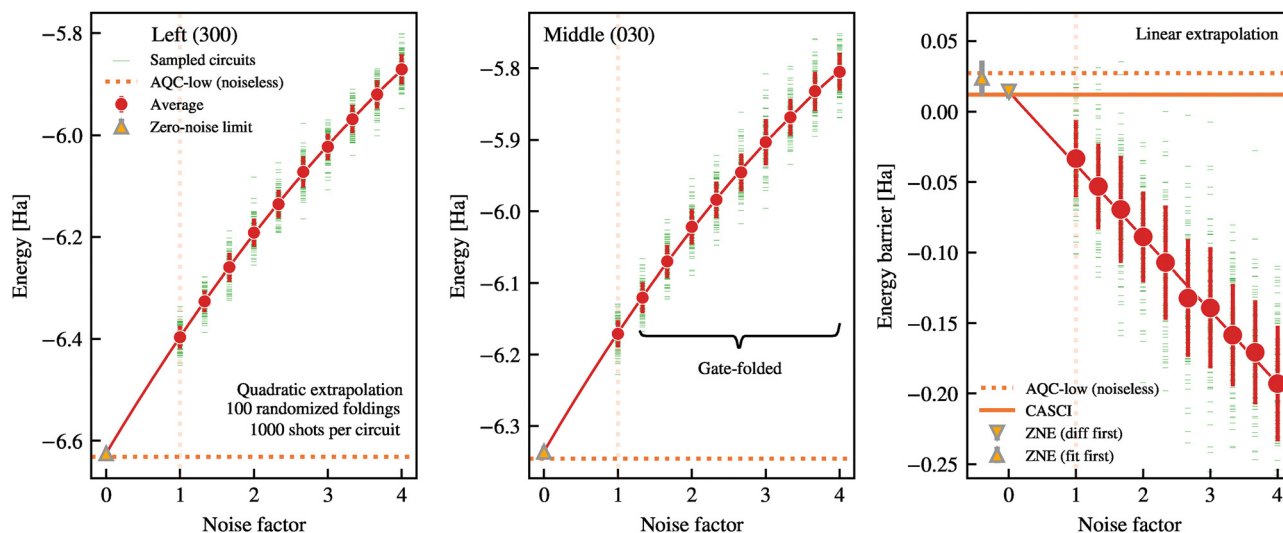 Left (300)
Sampled circuits
AQC-low (noiseless)
Average
Zero-noise limit
Quadratic extrapolation
100 randomized foldings
1000 shots per circuit
−5.8
−6.0
−6.2
−6.4
−6.6
Energy [Ha]
0 1 2 3 4
Noise factor
Middle (030)
Gate-folded
−5.8
−5.9
−6.0
−6.1
−6.2
−6.3
Energy [Ha]
0 1 2 3 4
Noise factor
Linear extrapolation
AQC-low (noiseless)
CASCI
ZNE (diff first)
ZNE (fit first)
0.05
0.00
−0.05
−0.10
−0.15
−0.20
−0.25
Energy barrier [Ha]
0 1 2 3 4
Noise factor